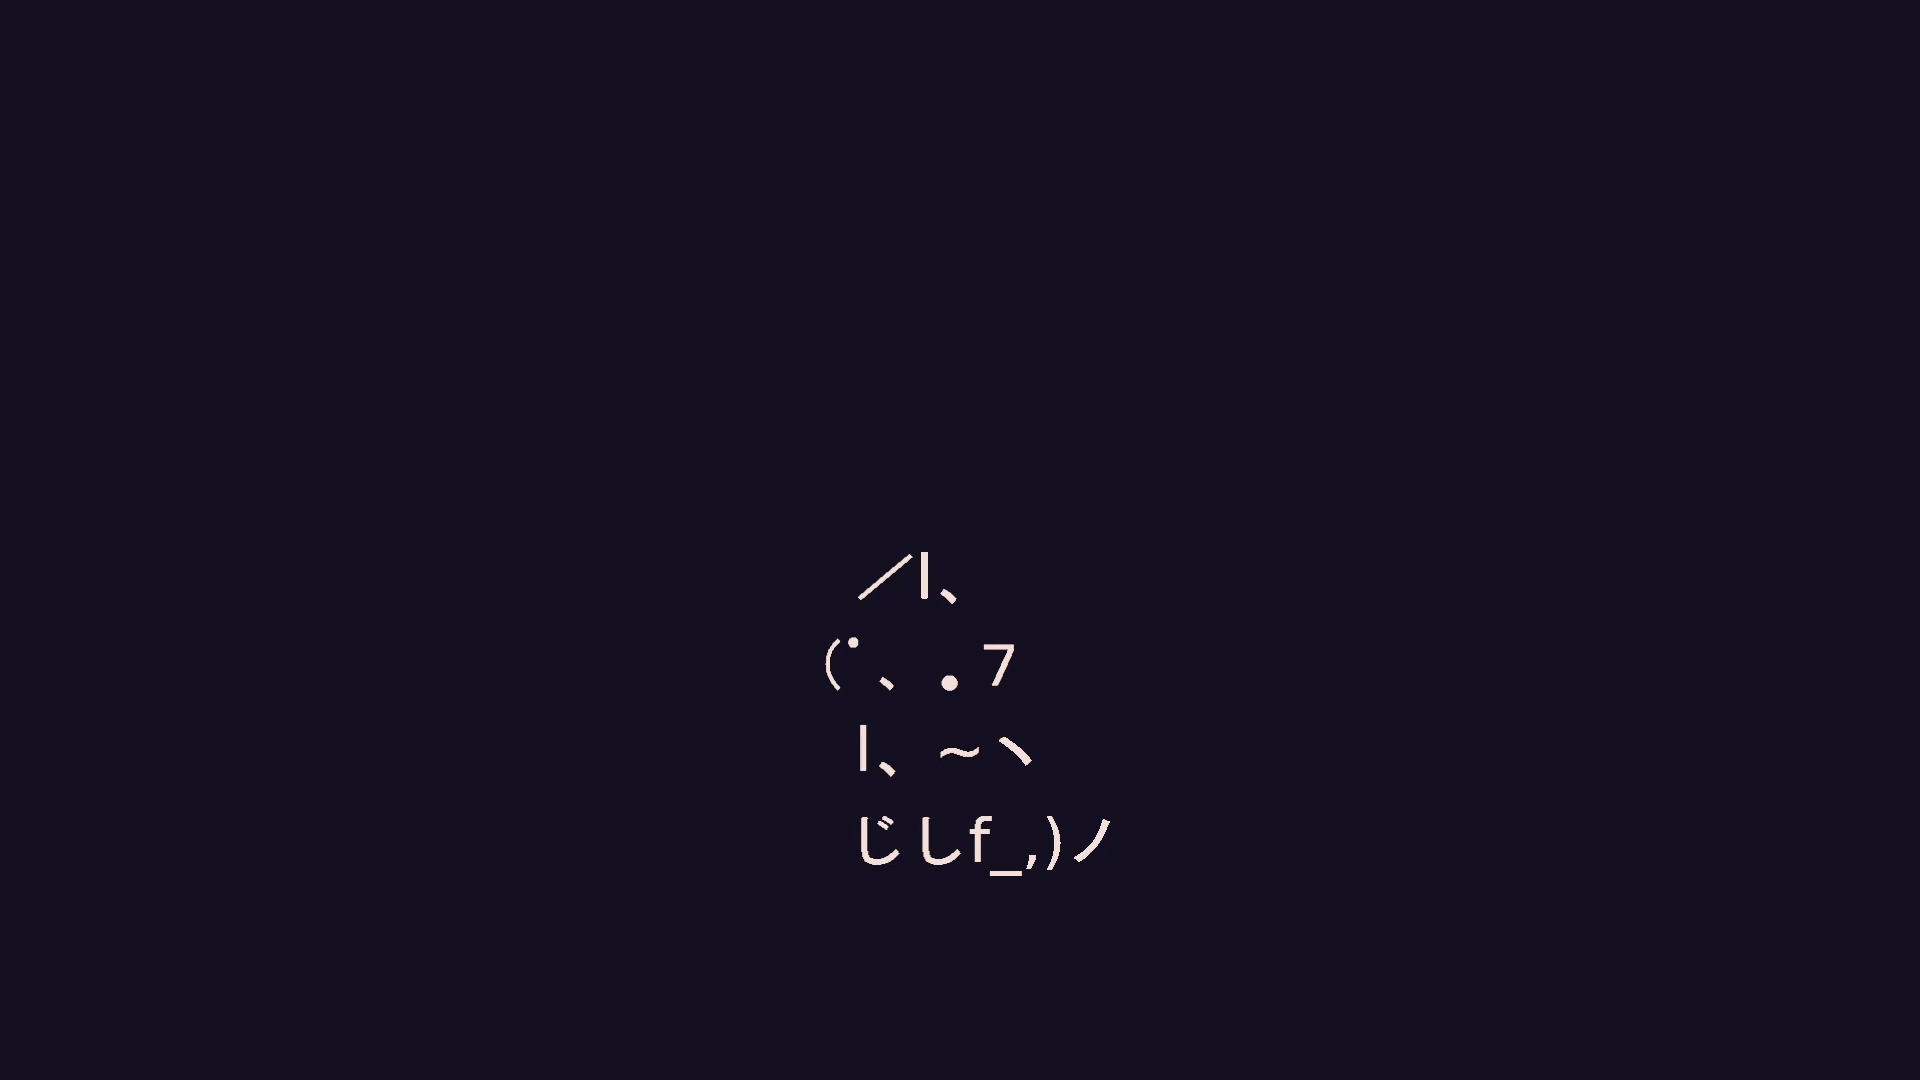 ／l、
(ﾟ､ 。7
l、~ヽ
じしf_,)ノ